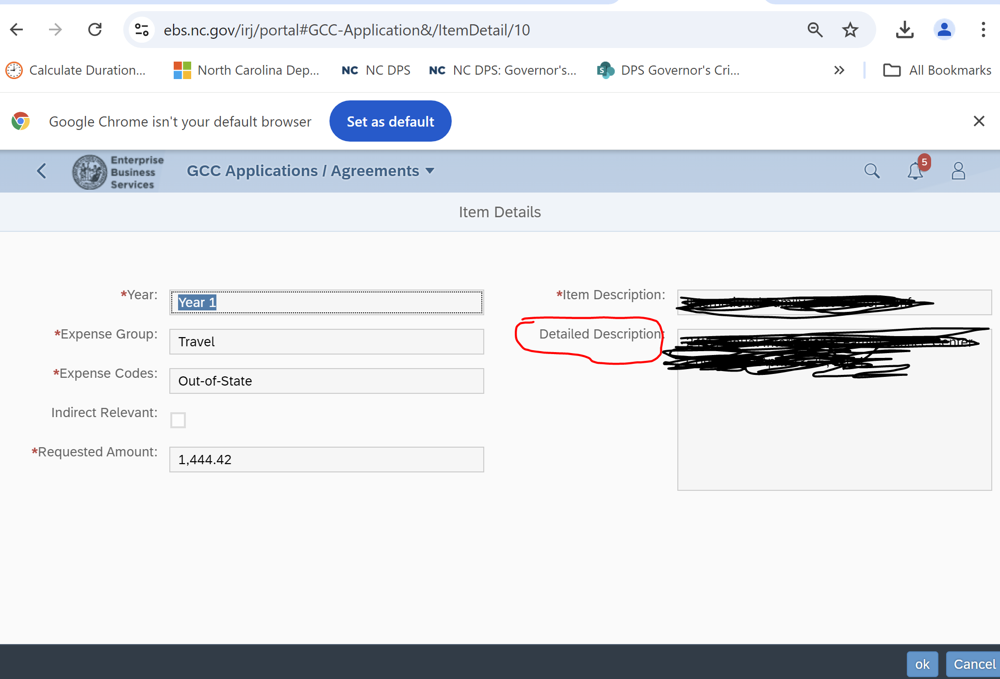 ebs.nc.gov/irj/portal#GCC-Application&/ItemDetail/10
Calculate Duration...
North Carolina Dep...
NC NC DPS
NC NC DPS: Governor's...
S DPS Governor's Cri...
All Bookmarks
Google Chrome isn't your default browser
Set as default
Enterprise
Business
Services
GCC Applications / Agreements
5
Item Details
*Year:
Year 1
*Item Description:
*Expense Group:
Travel
Detailed Description:
Center
*Expense Codes:
Out-of-State
Indirect Relevant:
*Requested Amount:
1,444.42
ok
Cancel